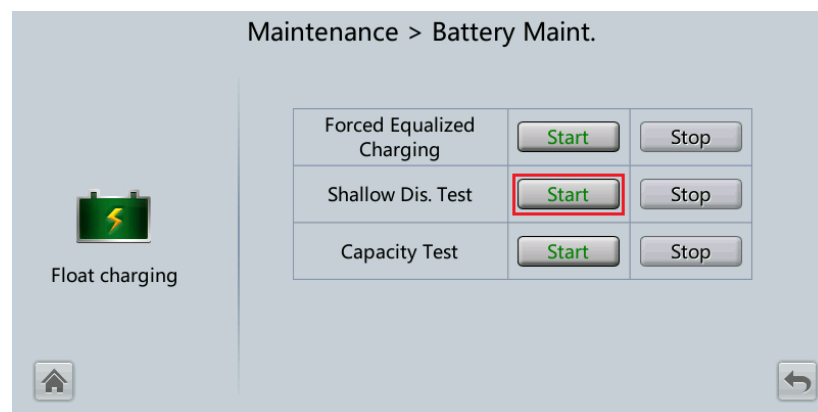 Maintenance > Battery Maint.
Forced Equalized
Charging
Start
Stop
Shallow Dis. Test
Start
Stop
Capacity Test
Start
Stop
Float charging